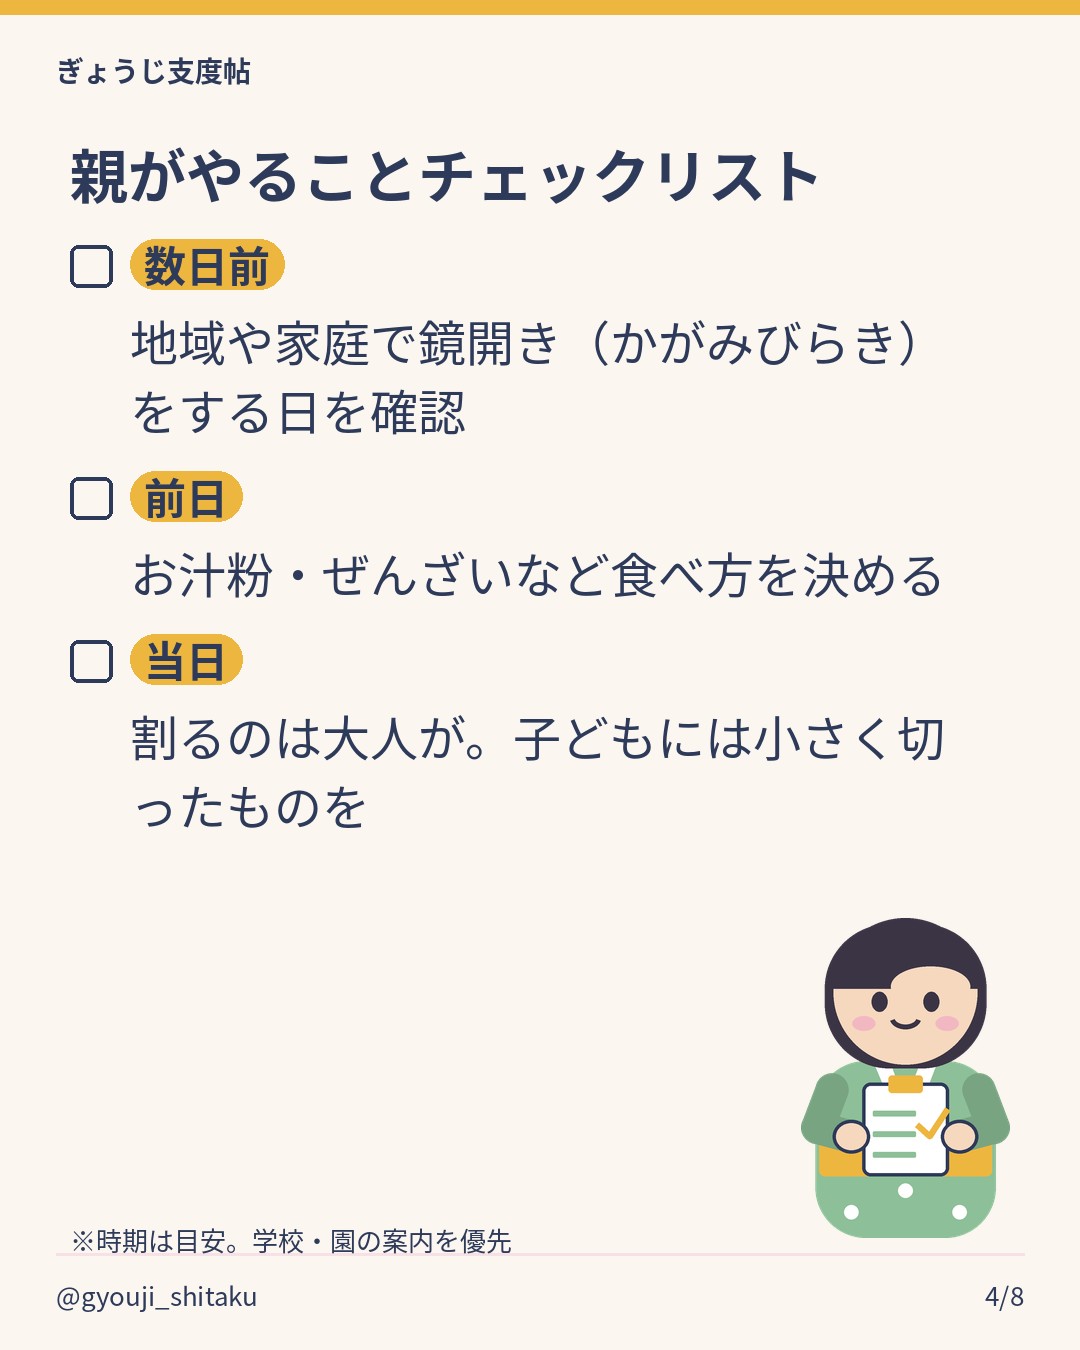 ぎょうじ支度帖
親がやることチェックリスト
数日前
地域や家庭で鏡開き（かがみびらき）
をする日を確認
前日
お汁粉・ぜんざいなど食べ方を決める
当日
割るのは大人が。子どもには小さく切
ったものを
※時期は目安。学校・園の案内を優先
@gyouji_shitaku
4/8